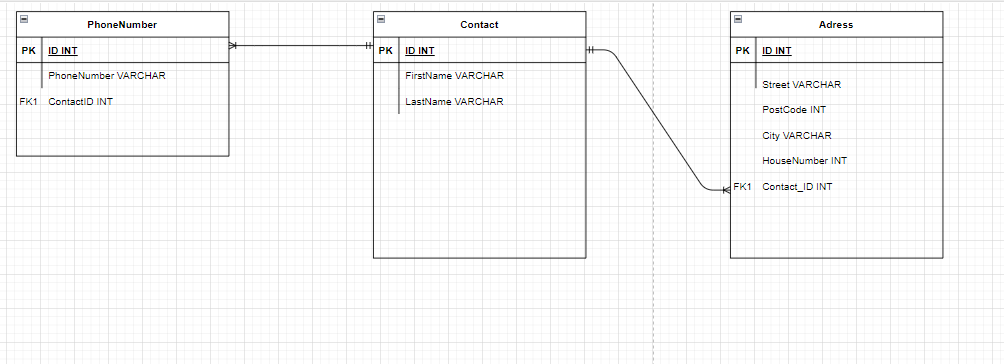 PhoneNumber
PK ID INT
PhoneNumber VARCHAR
FK1 ContactID INT
Contact
PK ID INT
FirstName VARCHAR
LastName VARCHAR
Adress
PK ID INT
Street VARCHAR
PostCode INT
City VARCHAR
HouseNumber INT
FK1 Contact_ID INT